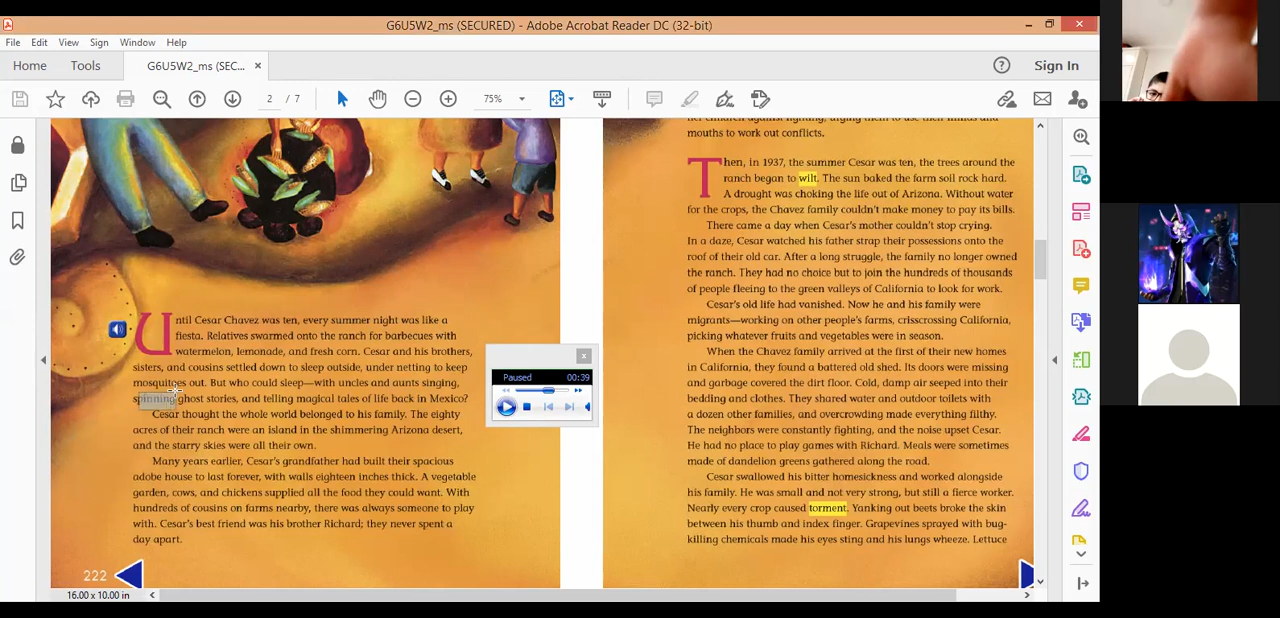 G6U5W2_ms (SECURED) - Adobe Acrobat Reader DC (32-bit)
File Edit View Sign Window Help
Home Tools G6U5W2_ms (SEC... × Sign In
2 / 7 75%
her children against fighting, urging them to use their minds and
mouths to work out conflicts.
Then, in 1937, the summer Cesar was ten, the trees around the
ranch began to wilt. The sun baked the farm soil rock hard.
A drought was choking the life out of Arizona. Without water
for the crops, the Chavez family couldn't make money to pay its bills.
There came a day when Cesar's mother couldn't stop crying.
In a daze, Cesar watched his father strap their possessions onto the
roof of their old car. After a long struggle, the family no longer owned
the ranch. They had no choice but to join the hundreds of thousands
of people fleeing to the green valleys of California to look for work.
Cesar's old life had vanished. Now he and his family were
migrants—working on other people's farms, crisscrossing California,
picking whatever fruits and vegetables were in season.
When the Chavez family arrived at the first of their new homes
in California, they found a battered old shed. Its doors were missing
and garbage covered the dirt floor. Cold, damp air seeped into their
bedding and clothes. They shared water and outdoor toilets with
a dozen other families, and overcrowding made everything filthy.
The neighbors were constantly fighting, and the noise upset Cesar.
He had no place to play games with Richard. Meals were sometimes
made of dandelion greens gathered along the road.
Cesar swallowed his bitter homesickness and worked alongside
his family. He was small and not very strong, but still a fierce worker.
Nearly every crop caused torment. Yanking out beets broke the skin
between his thumb and index finger. Grapevines sprayed with bug-
killing chemicals made his eyes sting and his lungs wheeze. Lettuce
Until Cesar Chavez was ten, every summer night was like a
fiesta. Relatives swarmed onto the ranch for barbecues with
watermelon, lemonade, and fresh corn. Cesar and his brothers,
sisters, and cousins settled down to sleep outside, under netting to keep
mosquitoes out. But who could sleep—with uncles and aunts singing,
spinning ghost stories, and telling magical tales of life back in Mexico?
Cesar thought the whole world belonged to his family. The eighty
acres of their ranch were an island in the shimmering Arizona desert,
and the starry skies were all their own.
Many years earlier, Cesar's grandfather had built their spacious
adobe house to last forever, with walls eighteen inches thick. A vegetable
garden, cows, and chickens supplied all the food they could want. With
hundreds of cousins on farms nearby, there was always someone to play
with. Cesar's best friend was his brother Richard; they never spent a
day apart.
222
Paused 00:39
16.00 x 10.00 in